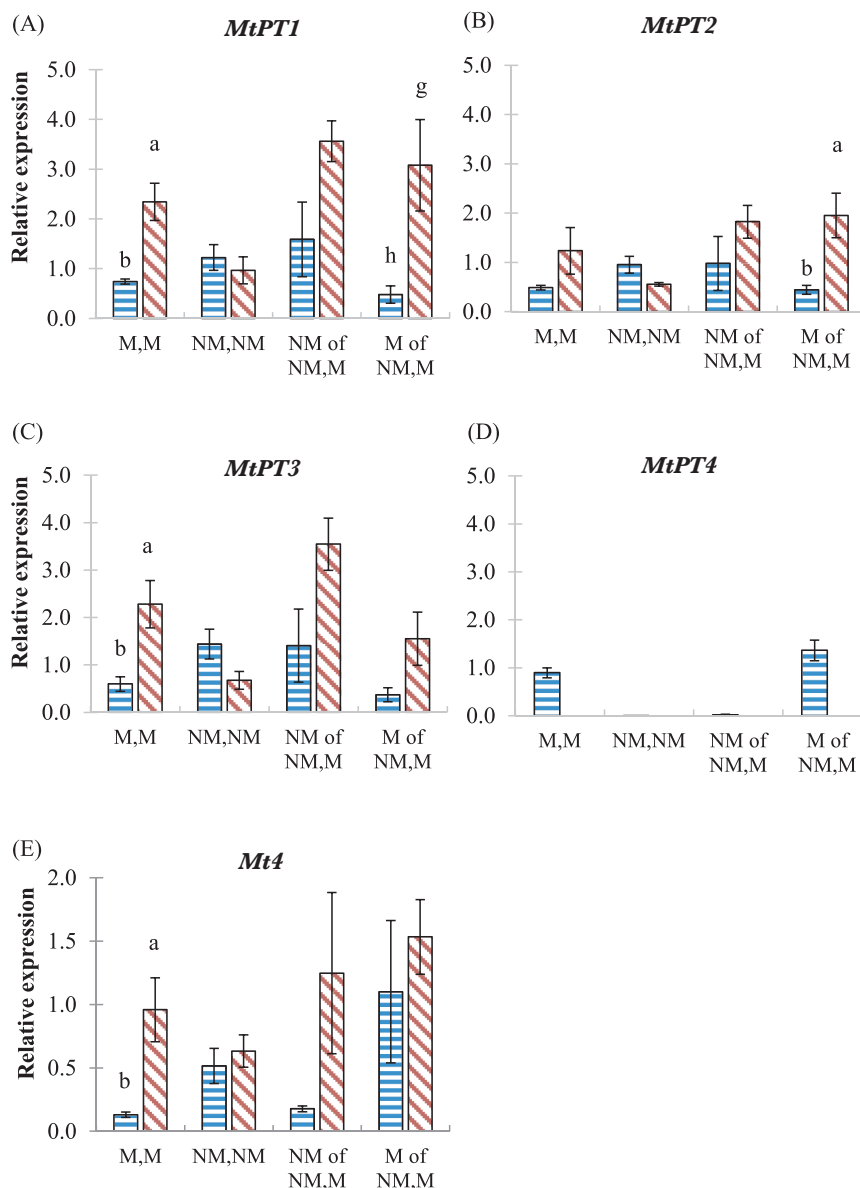 (A)
MtPT1
5.0
4.0
3.0
2.0
1.0
0.0
Relative expression
b
a
h
g
M,M
NM,NM
NM of
NM,M
M of
NM,M
(B)
MtPT2
5.0
4.0
3.0
2.0
1.0
0.0
b
a
M,M
NM,NM
NM of
NM,M
M of
NM,M
(C)
MtPT3
5.0
4.0
3.0
2.0
1.0
0.0
Relative expression
b
a
M,M
NM,NM
NM of
NM,M
M of
NM,M
(D)
MtPT4
5.0
4.0
3.0
2.0
1.0
0.0
M,M
NM,NM
NM of
NM,M
M of
NM,M
(E)
Mt4
2.0
1.5
1.0
0.5
0.0
Relative expression
b
a
M,M
NM,NM
NM of
NM,M
M of
NM,M